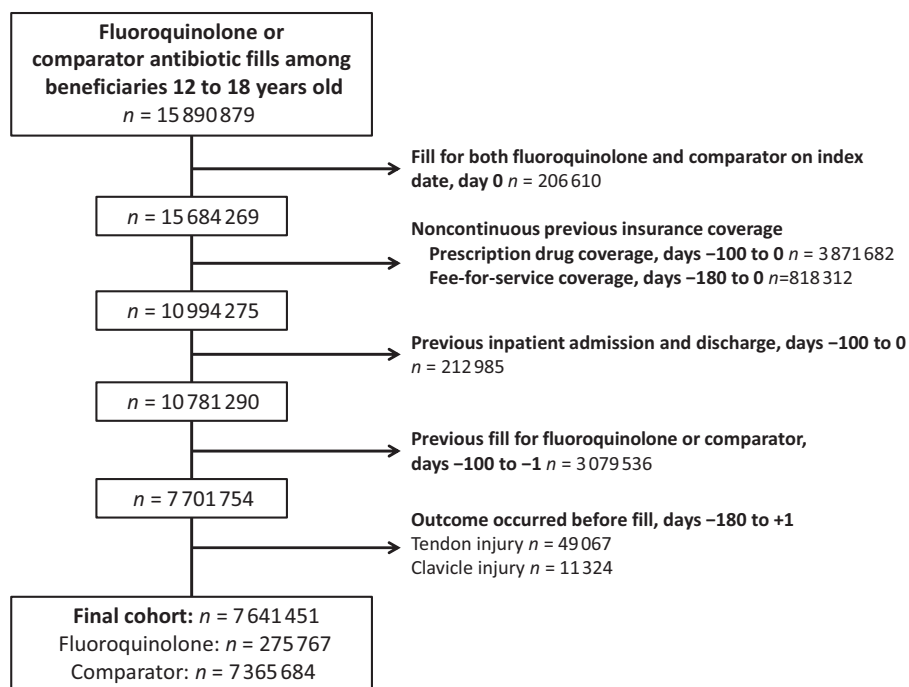 Fluoroquinolone or
comparator antibiotic fills among
beneficiaries 12 to 18 years old
n = 15 890 879
Fill for both fluoroquinolone and comparator on index
date, day 0 n = 206 610
n = 15 684 269
Noncontinuous previous insurance coverage
Prescription drug coverage, days −100 to 0 n = 3 871 682
Fee-for-service coverage, days −180 to 0 n=818 312
n = 10 994 275
Previous inpatient admission and discharge, days −100 to 0
n = 212 985
n = 10 781 290
Previous fill for fluoroquinolone or comparator,
days −100 to −1 n = 3 079 536
n = 7 701 754
Outcome occurred before fill, days −180 to +1
Tendon injury n = 49 067
Clavicle injury n = 11 324
Final cohort: n = 7 641 451
Fluoroquinolone: n = 275 767
Comparator: n = 7 365 684